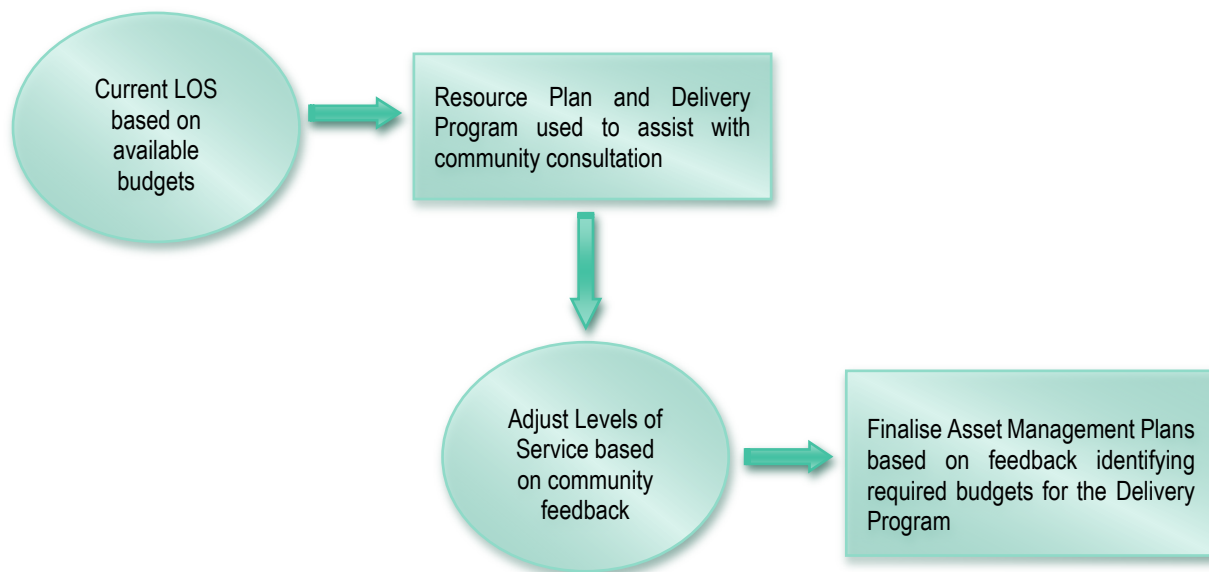 Current LOS
based on
available
budgets
Resource Plan and Delivery
Program used to assist with
community consultation
Adjust Levels of
Service based
on community
feedback
Finalise Asset Management Plans
based on feedback identifying
required budgets for the Delivery
Program